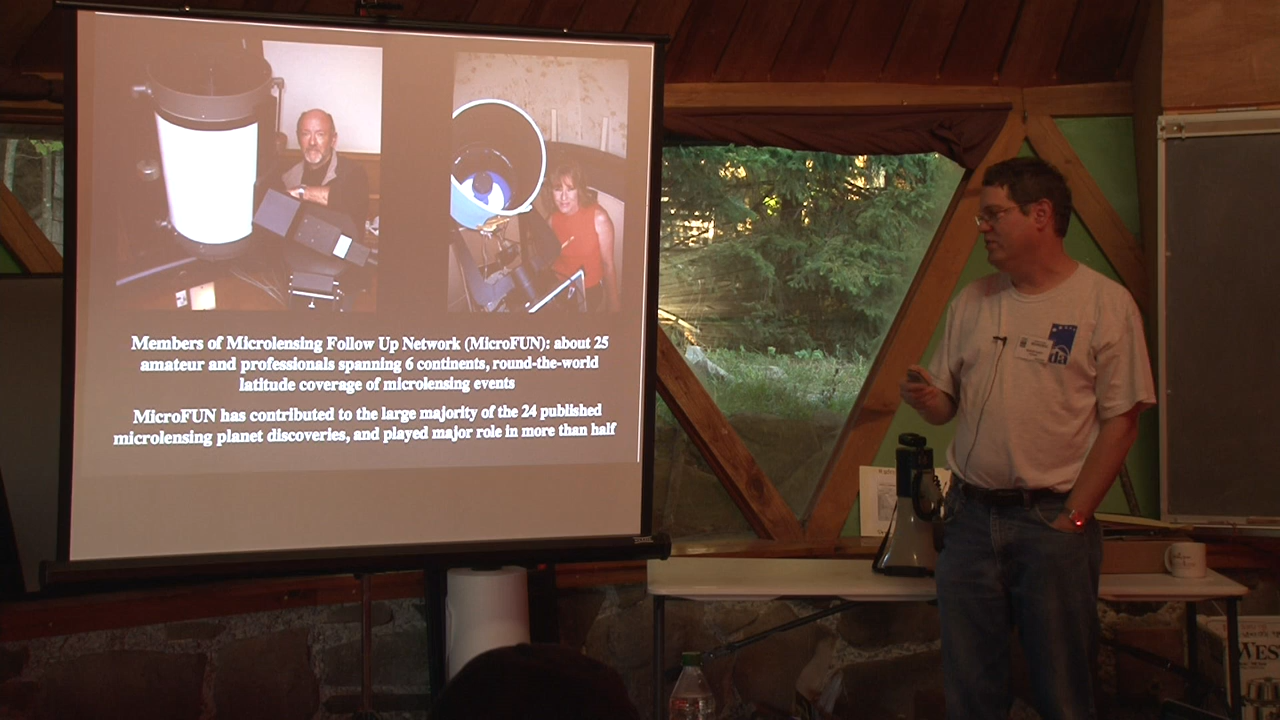 Members of Microlensing Follow Up Network (MicroFUN): about 25
amateur and professionals spanning 6 continents, round-the-world
latitude coverage of microlensing events
MicroFUN has contributed to the large majority of the 24 published
microlensing planet discoveries, and played major role in more than half
da
WEST